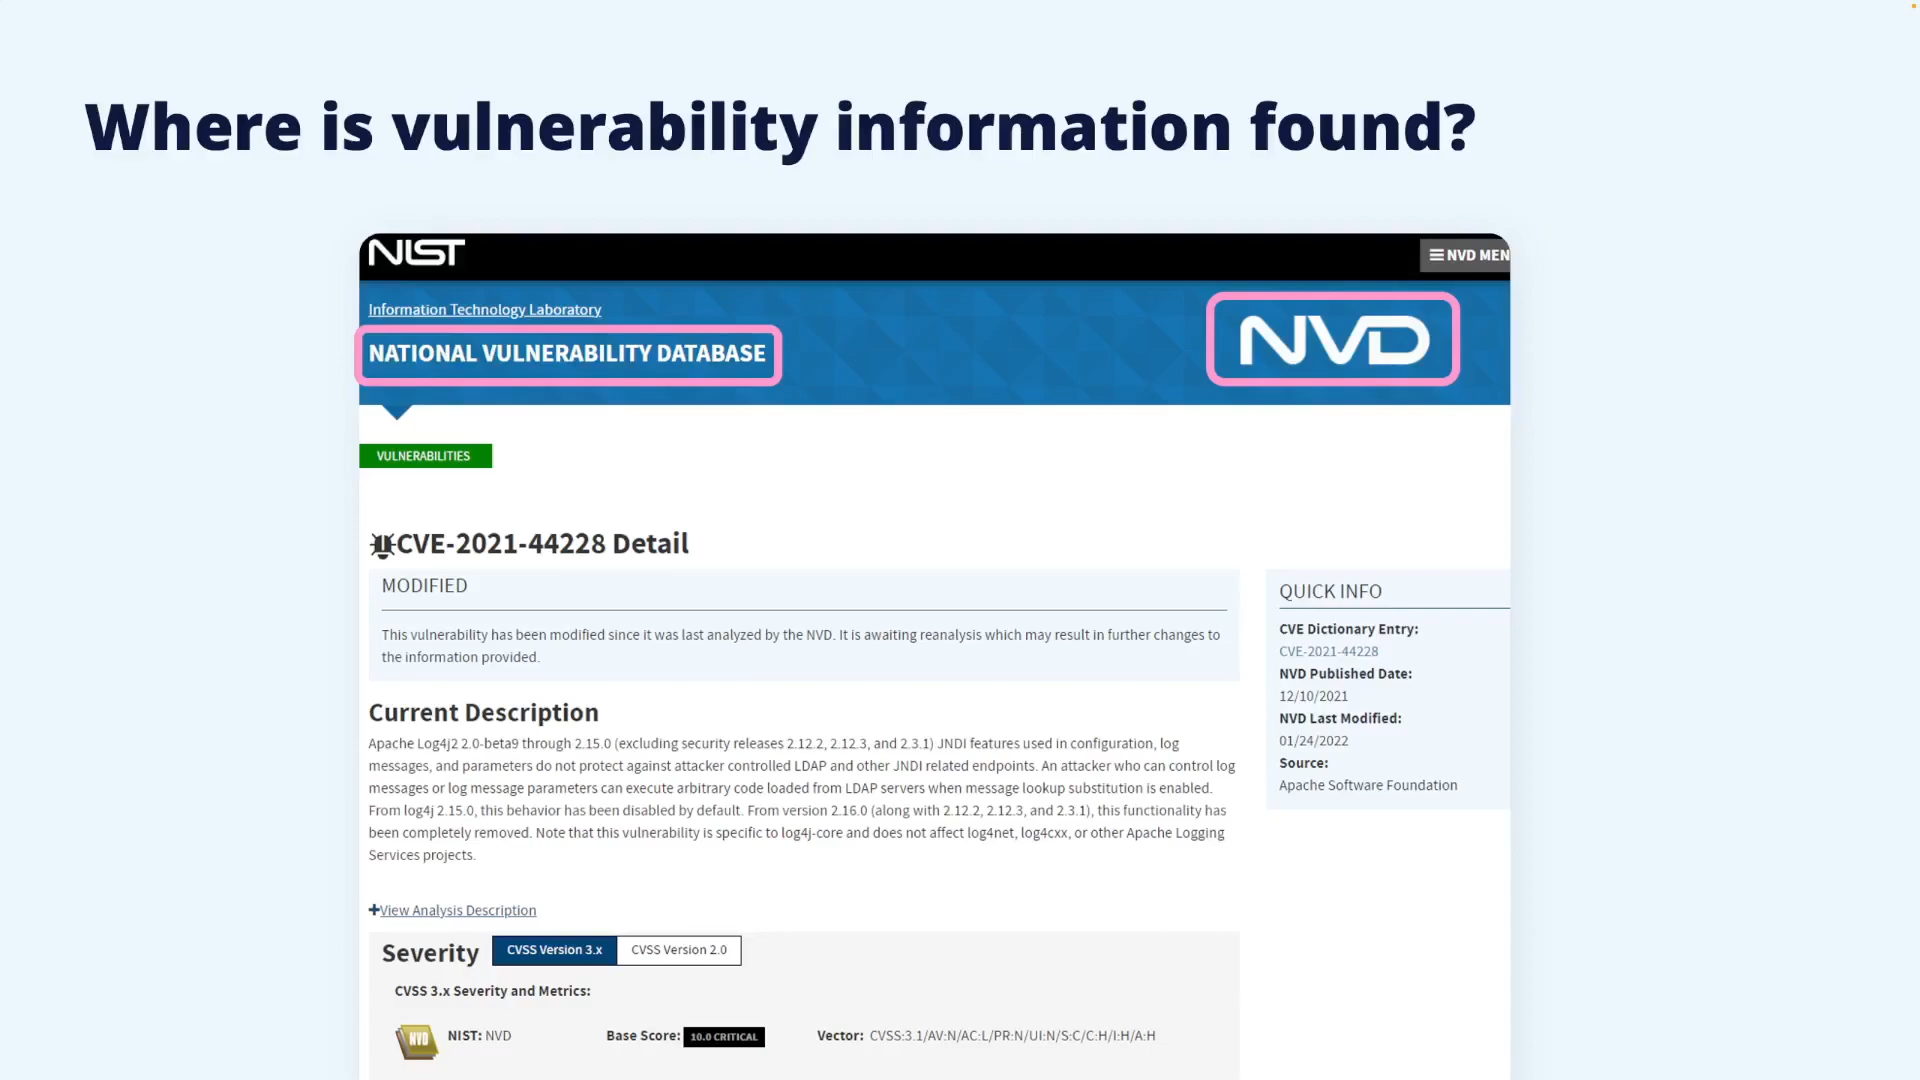 Where is vulnerability information found?
NIST
NVD MEN
Information Technology Laboratory
NATIONAL VULNERABILITY DATABASE
NVD
VULNERABILITIES
CVE-2021-44228 Detail
MODIFIED
This vulnerability has been modified since it was last analyzed by the NVD. It is awaiting reanalysis which may result in further changes to
the information provided.
Current Description
Apache Log4j2 2.0-beta9 through 2.15.0 (excluding security releases 2.12.2, 2.12.3, and 2.3.1) JNDI features used in configuration, log
messages, and parameters do not protect against attacker controlled LDAP and other JNDI related endpoints. An attacker who can control log
messages or log message parameters can execute arbitrary code loaded from LDAP servers when message lookup substitution is enabled.
From log4j 2.15.0, this behavior has been disabled by default. From version 2.16.0 (along with 2.12.2, 2.12.3, and 2.3.1), this functionality has
been completely removed. Note that this vulnerability is specific to log4j-core and does not affect log4net, log4cxx, or other Apache Logging
Services projects.
+View Analysis Description
Severity
CVSS Version 3.x
CVSS Version 2.0
CVSS 3.x Severity and Metrics:
NVD
NIST: NVD
Base Score: 10.0 CRITICAL
Vector: CVSS:3.1/AV:N/AC:L/PR:N/UI:N/S:C/C:H/I:H/A:H
QUICK INFO
CVE Dictionary Entry:
CVE-2021-44228
NVD Published Date:
12/10/2021
NVD Last Modified:
01/24/2022
Source:
Apache Software Foundation